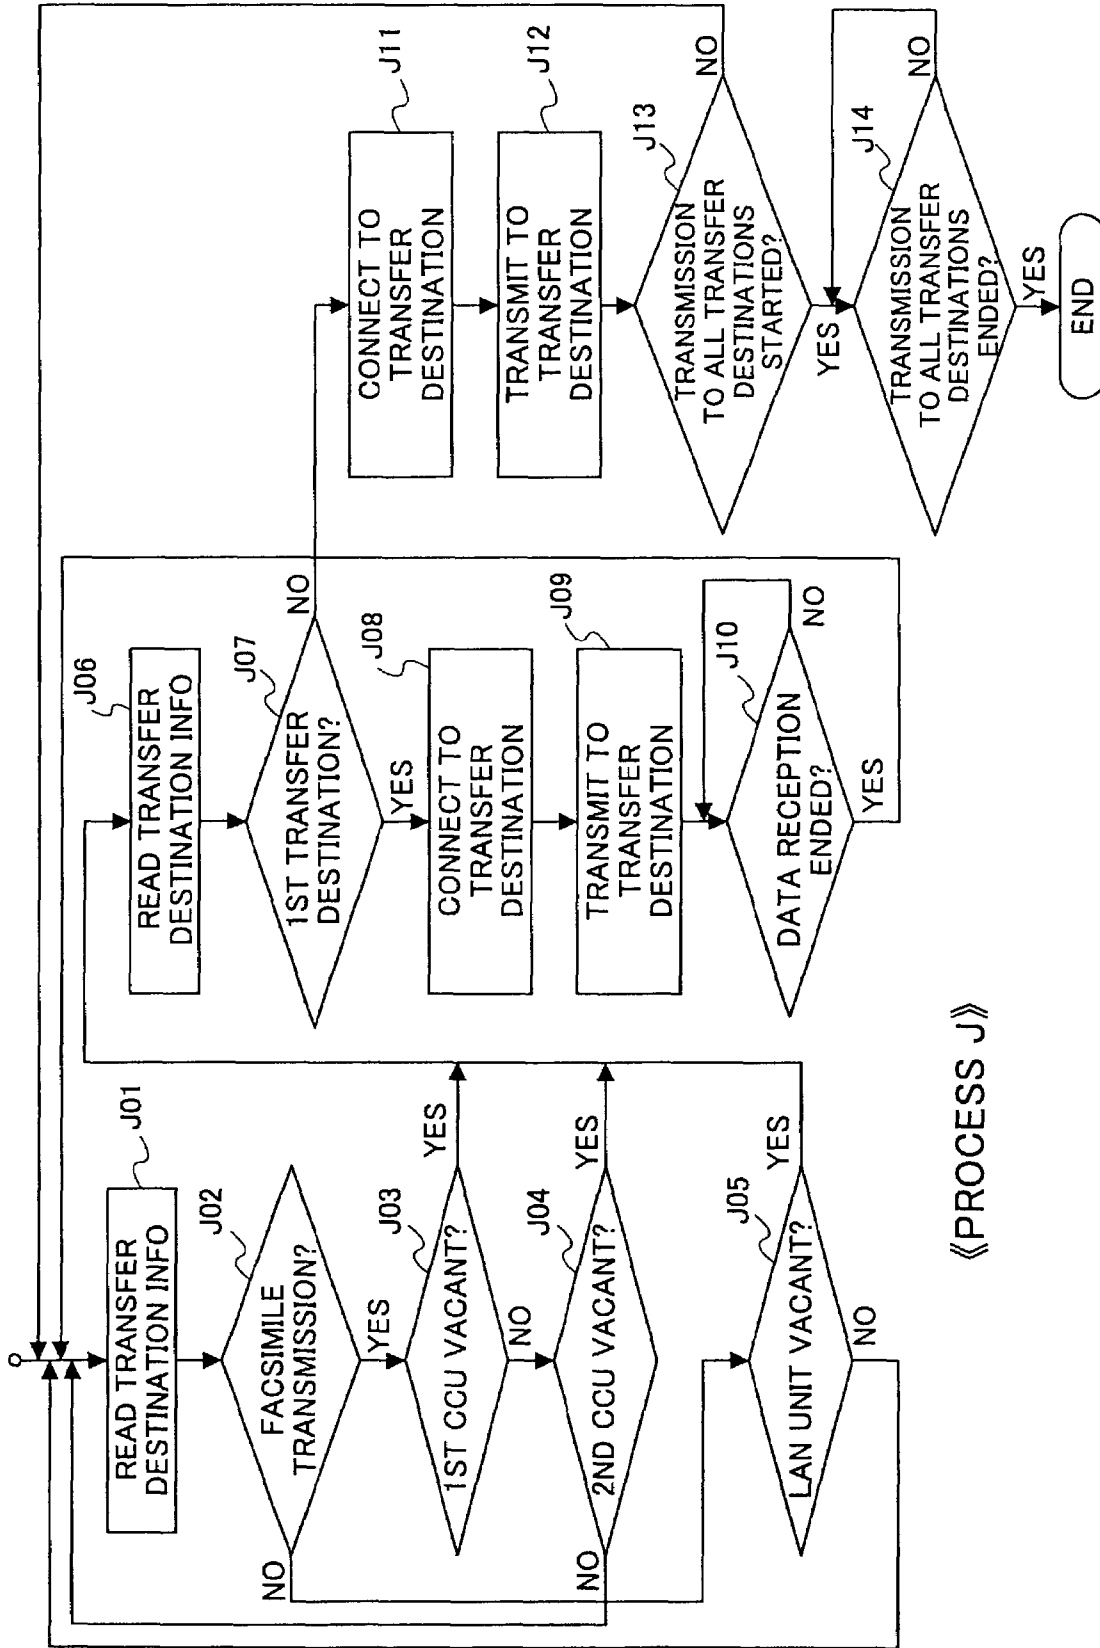 READ TRANSFER
DESTINATION INFO
J01
FACSIMILE
TRANSMISSION?
J02
YES
NO
1ST CCU VACANT?
J03
YES
NO
2ND CCU VACANT?
J04
YES
NO
LAN UNIT VACANT?
J05
YES
NO
READ TRANSFER
DESTINATION INFO
J06
1ST TRANSFER
DESTINATION?
J07
NO
YES
CONNECT TO
TRANSFER
DESTINATION
J08
TRANSMIT TO
TRANSFER
DESTINATION
J09
DATA RECEPTION
ENDED?
J10
NO
YES
CONNECT TO
TRANSFER
DESTINATION
J11
TRANSMIT TO
TRANSFER
DESTINATION
J12
TRANSMISSION
TO ALL TRANSFER
DESTINATIONS
STARTED?
J13
NO
YES
TRANSMISSION
TO ALL TRANSFER
DESTINATIONS
ENDED?
J14
NO
YES
END
《PROCESS J》